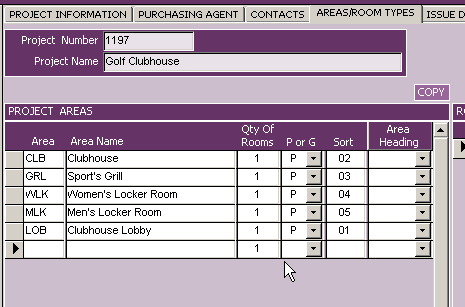 PROJECT INFORMATION PURCHASING AGENT CONTACTS AREAS/ROOM TYPES ISSUE D
Project Number 1197
Project Name Golf Clubhouse
COPY
PROJECT AREAS
Area Area Name Qty Of Rooms P or G Sort Area Heading
CLB Clubhouse 1 P 02
GRL Sport's Grill 1 P 03
WLK Women's Locker Room 1 P 04
MLK Men's Locker Room 1 P 05
LOB Clubhouse Lobby 1 P 01
1